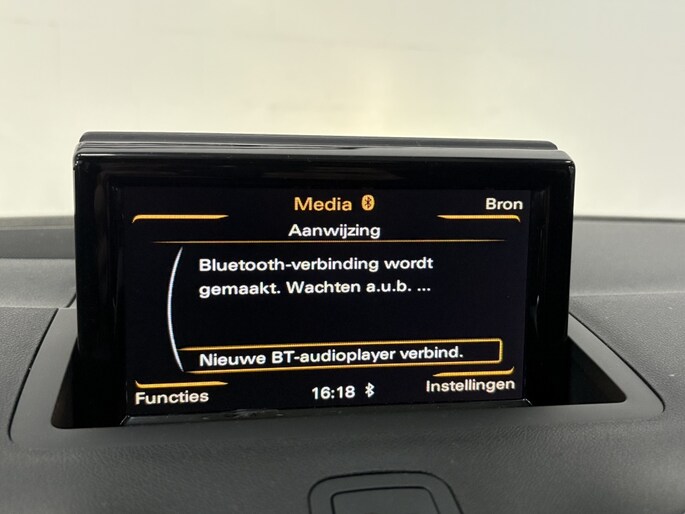 Media
Bron
Aanwijzing
Bluetooth-verbinding wordt
gemaakt. Wachten a.u.b. ...
Nieuwe BT-audioplayer verbind.
Functies
16:18
Instellingen